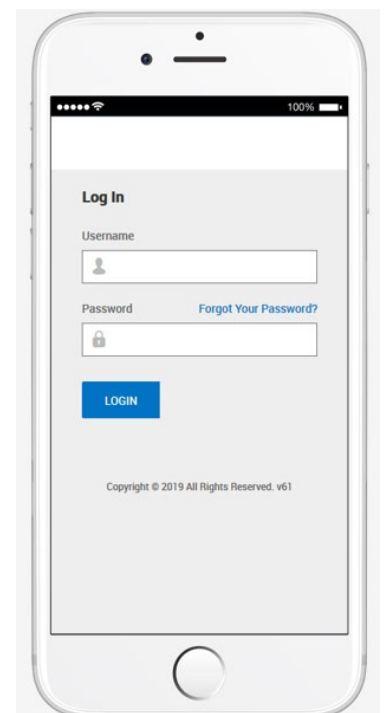 100%
Log In
Username
Password Forgot Your Password?
LOGIN
Copyright © 2019 All Rights Reserved. v61